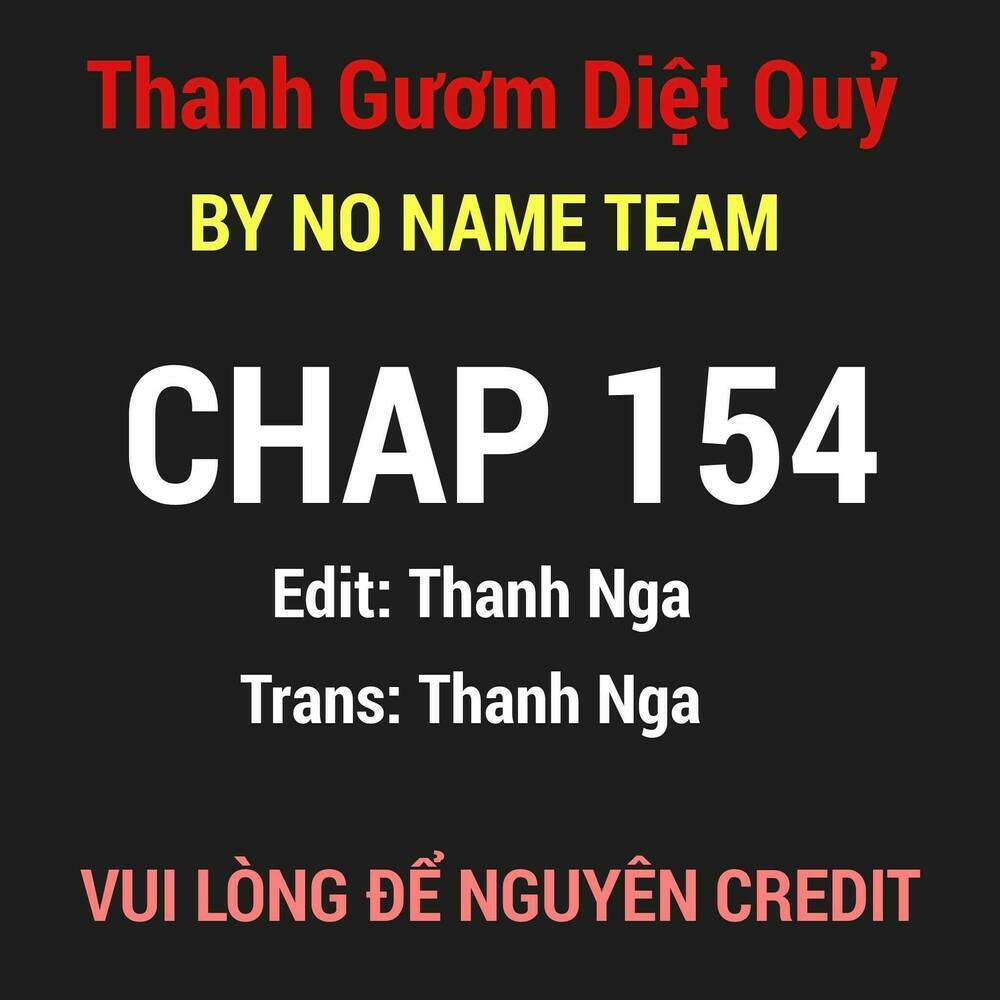 Thanh Gươm Diệt Quỷ
BY NO NAME TEAM
CHAP 154
Edit: Thanh Nga
Trans: Thanh Nga
VUI LÒNG ĐỂ NGUYÊN CREDIT